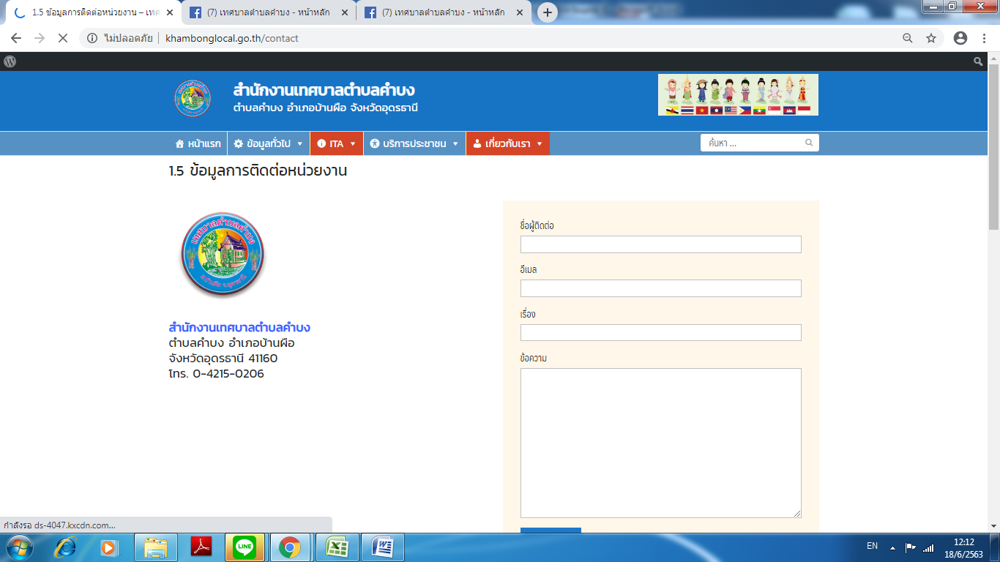 1.5 ข้อมูลการติดต่อหน่วยงาน – เทศ
(7) เทศบาลตำบลคำบง - หน้าหลัก
(7) เทศบาลตำบลคำบง - หน้าหลัก
ไม่ปลอดภัย khambonglocal.go.th/contact
สำนักงานเทศบาลตำบลคำบง
ตำบลคำบง อำเภอบ้านผือ จังหวัดอุดรธานี
หน้าแรก ข้อมูลทั่วไป ITA บริการประชาชน เกี่ยวกับเรา ค้นหา ...
1.5 ข้อมูลการติดต่อหน่วยงาน
เทศบาลตำบลคำบง
อ.บ้านผือ จ.อุดรธานี
สำนักงานเทศบาลตำบลคำบง
ตำบลคำบง อำเภอบ้านผือ
จังหวัดอุดรธานี 41160
โทร. 0-4215-0206
ชื่อผู้ติดต่อ
อีเมล
เรื่อง
ข้อความ
กำลังรอ ds-4047.kxcdn.com...
LINE
EN
12:12
18/6/2563